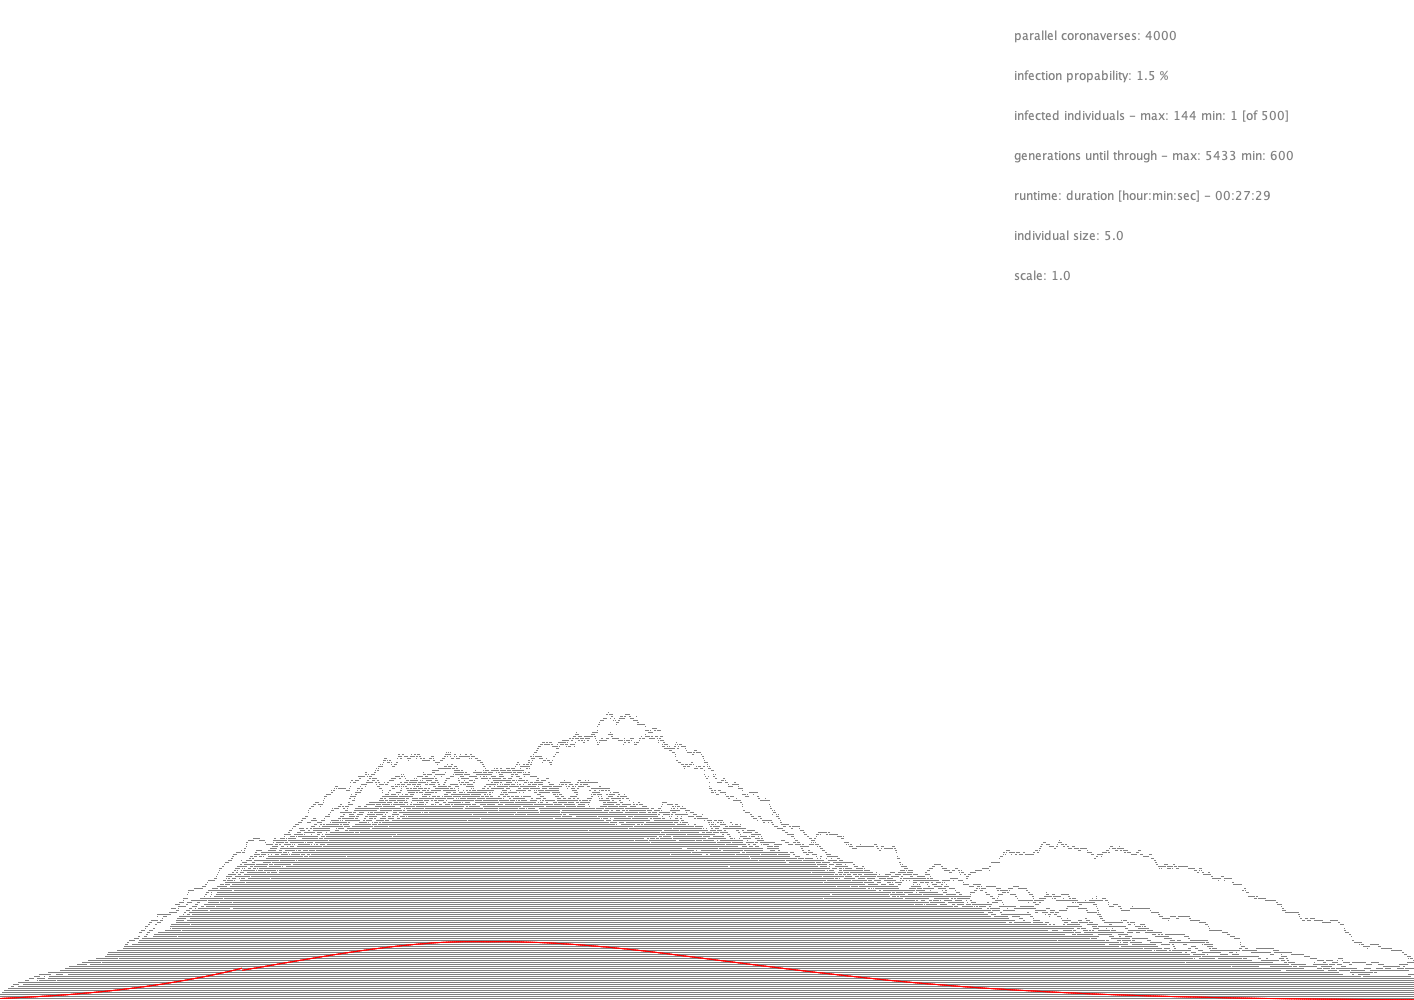 parallel coronaverses: 4000
infection propability: 1.5 %
infected individuals - max: 144 min: 1 [of 500]
generations until through - max: 5433 min: 600
runtime: duration [hour:min:sec] - 00:27:29
individual size: 5.0
scale: 1.0